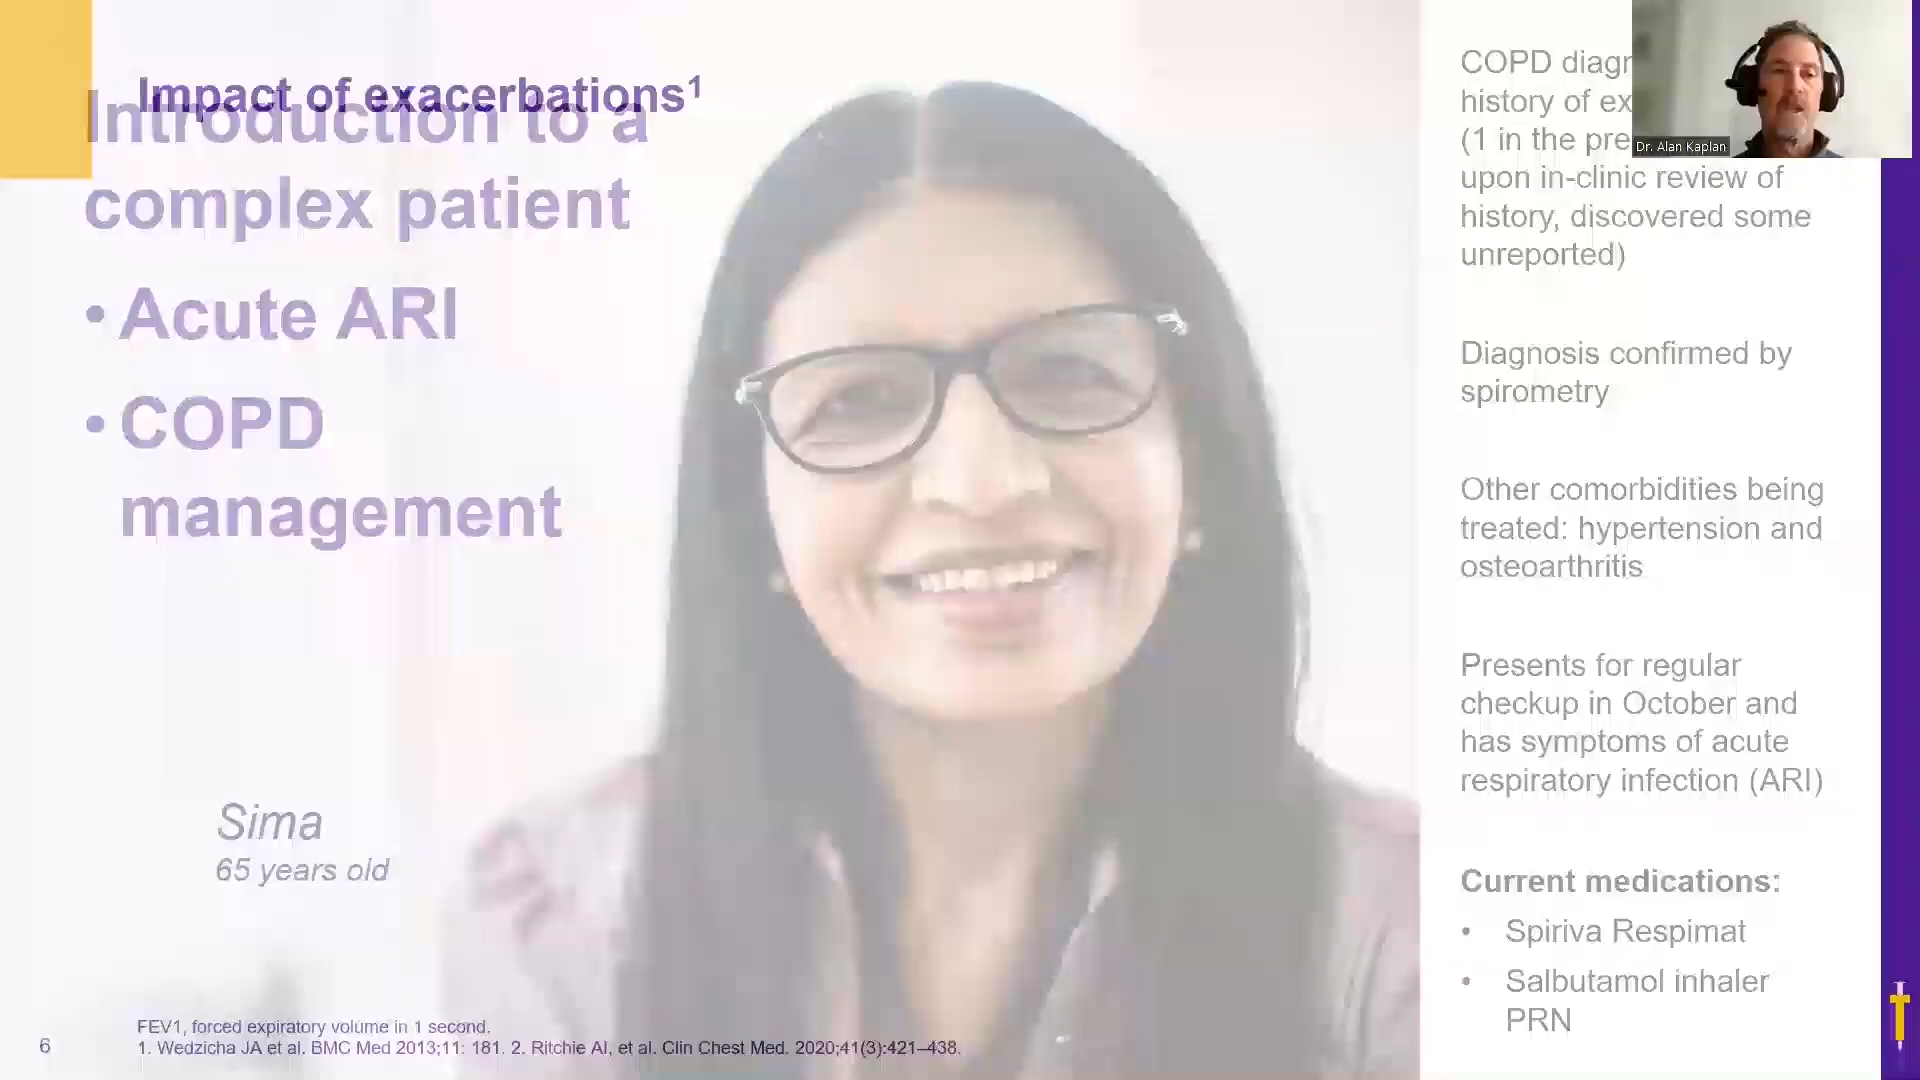 Impact of exacerbations¹
Introduction to a
complex patient
• Acute ARI
• COPD
management
Sima
65 years old
FEV1, forced expiratory volume in 1 second.
1. Wedzicha JA et al. BMC Med 2013;11: 181. 2. Ritchie AI, et al. Clin Chest Med. 2020;41(3):421–438.
6
COPD
history of
(1 in the
upon in-clinic review of
history, discovered some
unreported)
Diagnosis confirmed by
spirometry
Other comorbidities being
treated: hypertension and
osteoarthritis
Presents for regular
checkup in October and
has symptoms of acute
respiratory infection (ARI)
Current medications:
• Spiriva Respimat
• Salbutamol inhaler
PRN
Dr. Alan Kaplan